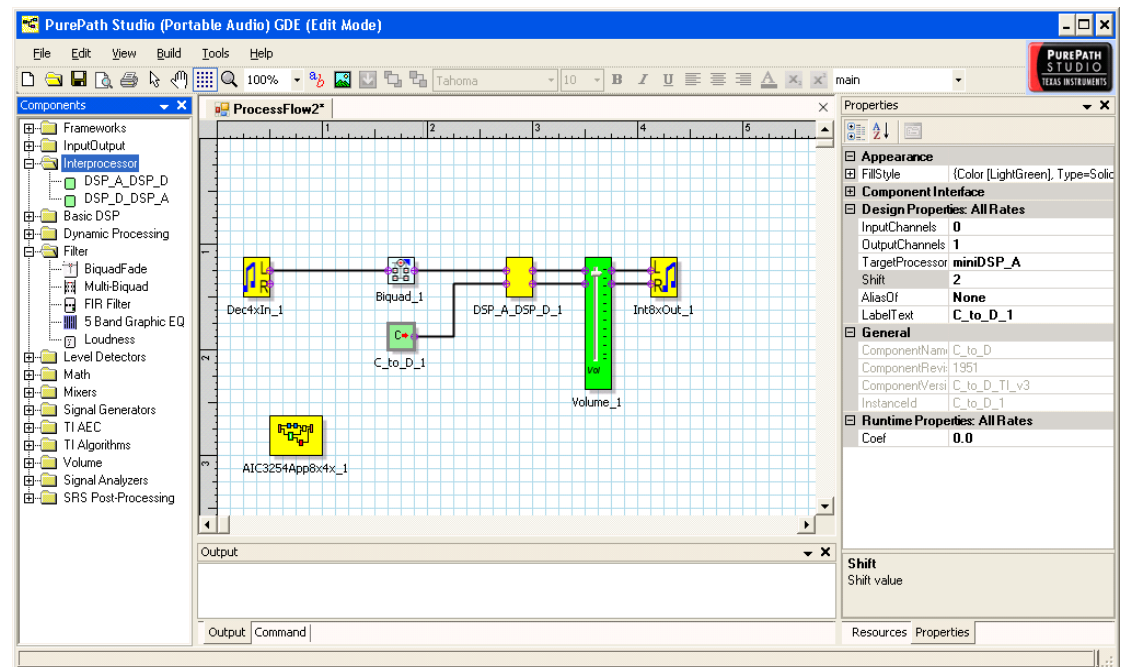 PurePath Studio (Portable Audio) GDE (Edit Mode)
File Edit View Build Tools Help
PUREPATH
STUDIO
TEXAS INSTRUMENTS
100% ab Tahoma 10 B I U A x₂ x² main
Components
Frameworks
InputOutput
Interprocessor
DSP_A_DSP_D
DSP_D_DSP_A
Basic DSP
Dynamic Processing
Filter
BiquadFade
Multi-Biquad
FIR Filter
5 Band Graphic EQ
Loudness
Level Detectors
Math
Mixers
Signal Generators
TI AEC
TI Algorithms
Volume
Signal Analyzers
SRS Post-Processing
ProcessFlow2*
1 2 3 4 5
1
2
3
L
R
Dec4xIn_1
Biquad_1
DSP_A_DSP_D_1
L
R
Int8xOut_1
C
C_to_D_1
Vol
Volume_1
AIC3254App8x4x_1
Output
Output Command
Properties
Appearance
FillStyle {Color [LightGreen], Type=Solic
Component Interface
Design Properties: All Rates
InputChannels 0
OutputChannels 1
TargetProcessor miniDSP_A
Shift 2
AliasOf None
LabelText C_to_D_1
General
ComponentNam C_to_D
ComponentRevi: 1951
ComponentVersi C_to_D_TI_v3
InstanceId C_to_D_1
Runtime Properties: All Rates
Coef 0.0
Shift
Shift value
Resources Properties